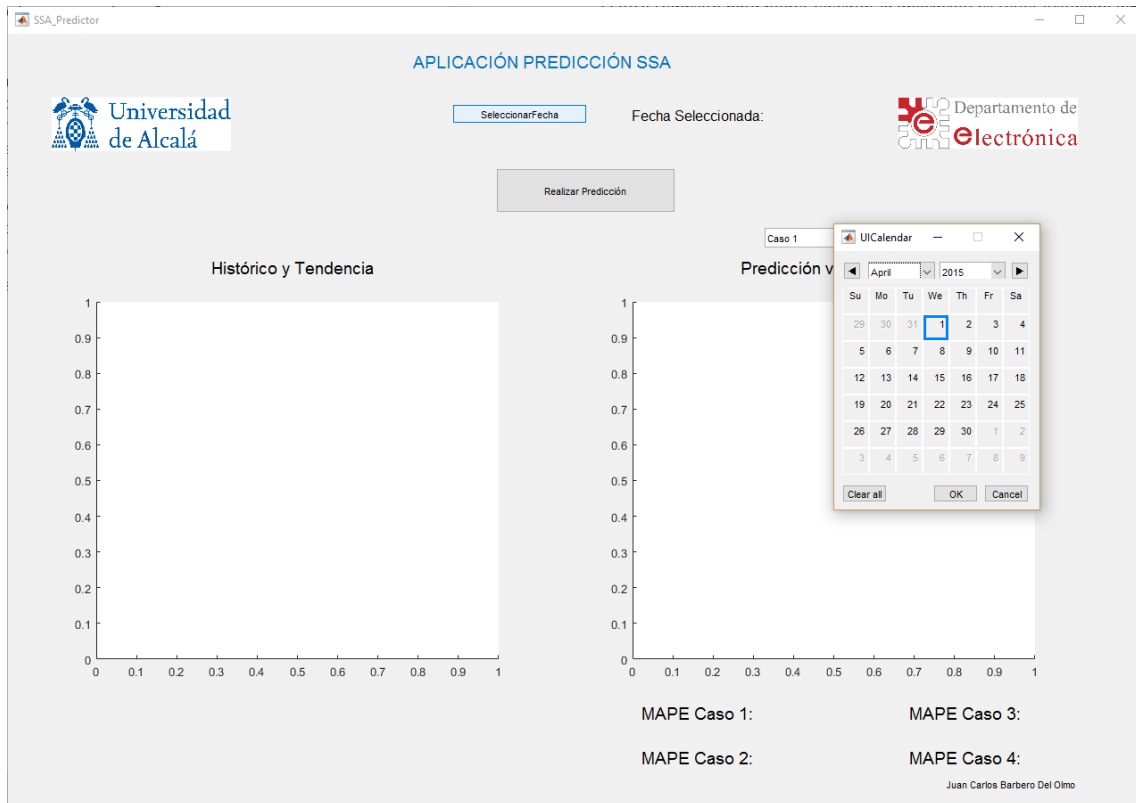 SSA_Predictor
APLICACIÓN PREDICCIÓN SSA
Universidad
de Alcalá
SeleccionarFecha
Fecha Seleccionada:
Departamento de
electrónica
Realizar Predicción
Caso 1
Histórico y Tendencia
1
0.9
0.8
0.7
0.6
0.5
0.4
0.3
0.2
0.1
0
0 0.1 0.2 0.3 0.4 0.5 0.6 0.7 0.8 0.9 1
Predicción v
1
0.9
0.8
0.7
0.6
0.5
0.4
0.3
0.2
0.1
0
0 0.1 0.2 0.3 0.4 0.5 0.6 0.7 0.8 0.9 1
UICalendar
April 2015
Su Mo Tu We Th Fr Sa
29 30 31 1 2 3 4
5 6 7 8 9 10 11
12 13 14 15 16 17 18
19 20 21 22 23 24 25
26 27 28 29 30 1 2
3 4 5 6 7 8 9
Clear all OK Cancel
MAPE Caso 1: MAPE Caso 3:
MAPE Caso 2: MAPE Caso 4:
Juan Carlos Barbero Del Olmo